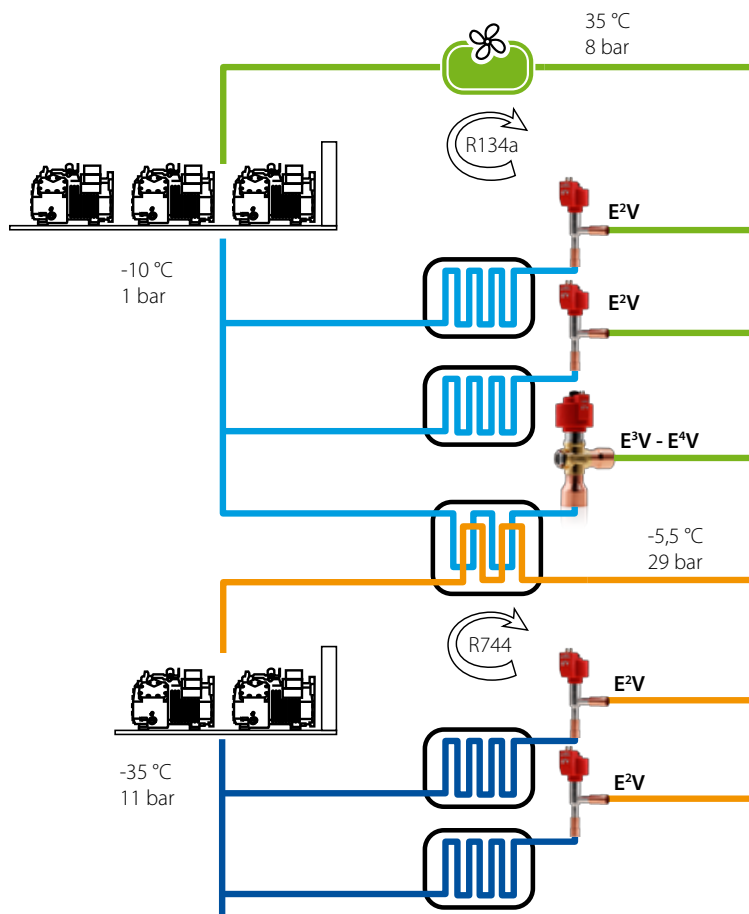 35 °C
8 bar
R134a
E²V
-10 °C
1 bar
E²V
E³V - E⁴V
-5,5 °C
29 bar
R744
E²V
-35 °C
11 bar
E²V